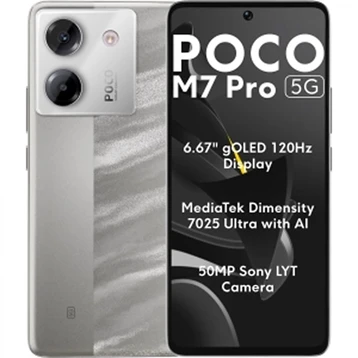 POCO
POCO
M7 Pro 5G
6.67" gOLED 120Hz
Display
MediaTek Dimensity
7025 Ultra with AI
50MP Sony LYT
Camera